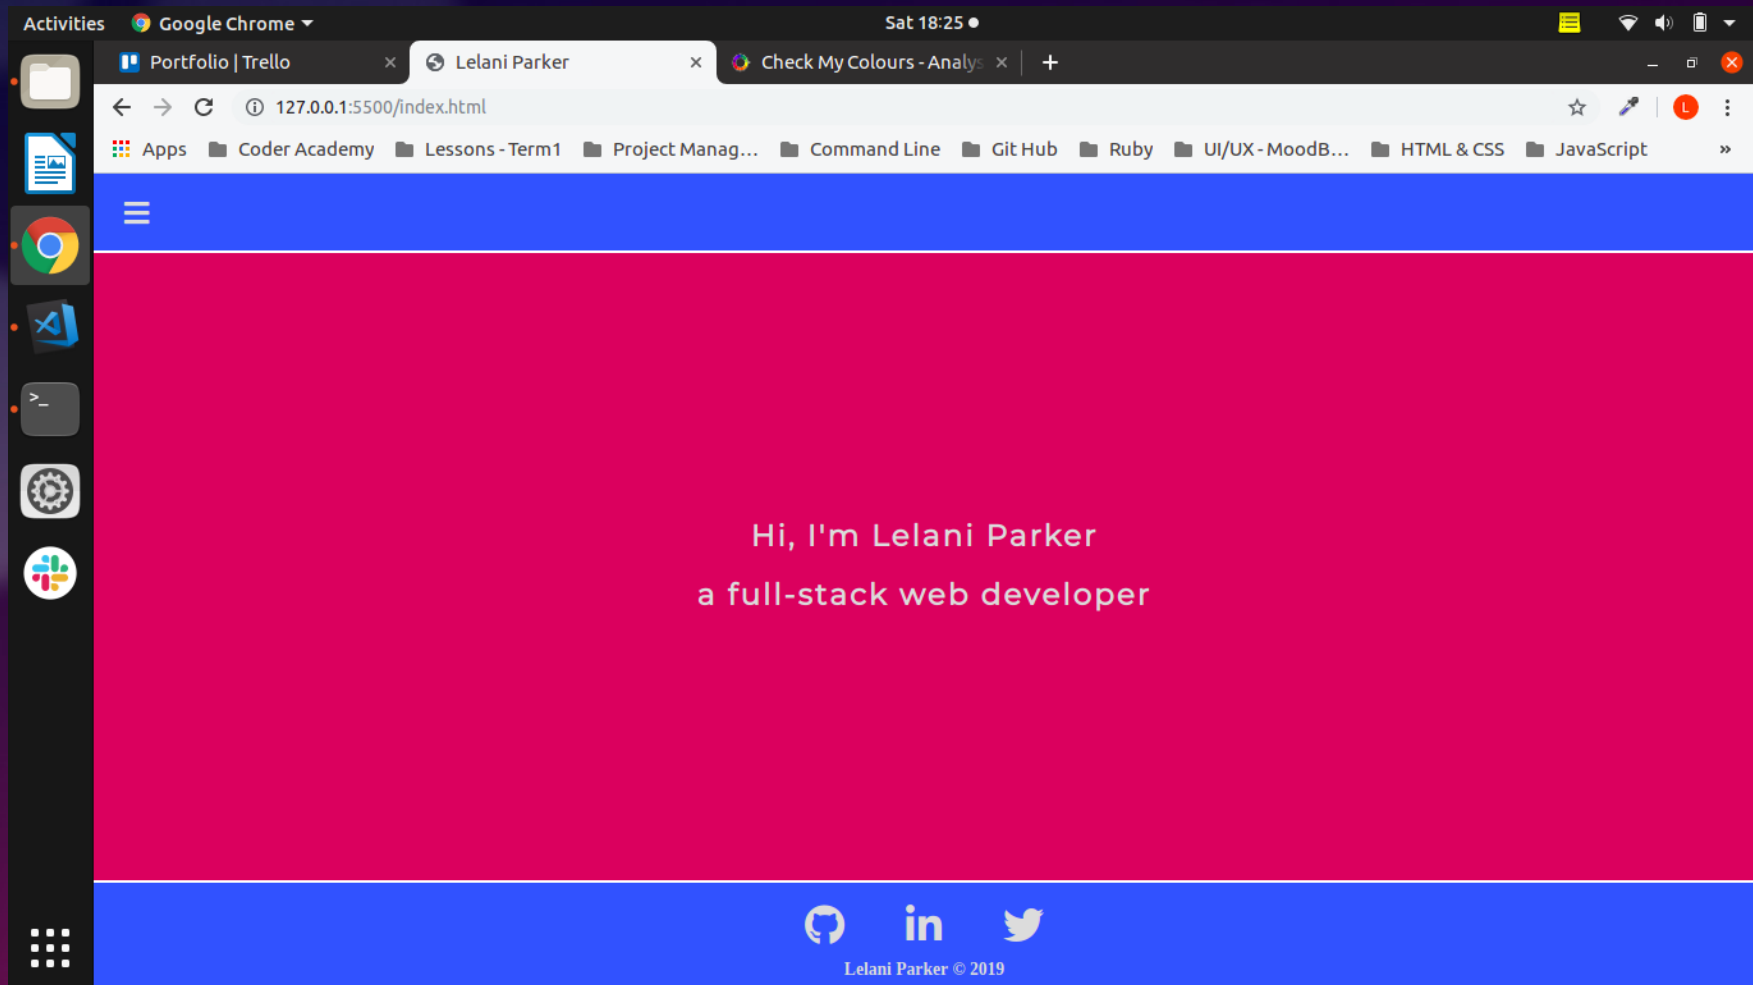 Activities Google Chrome Sat 18:25
Portfolio | Trello Lelani Parker Check My Colours - Analys
127.0.0.1:5500/index.html L
Apps Coder Academy Lessons - Term1 Project Manag... Command Line Git Hub Ruby UI/UX - MoodB... HTML & CSS JavaScript »
>_
Hi, I'm Lelani Parker
a full-stack web developer
in
Lelani Parker © 2019